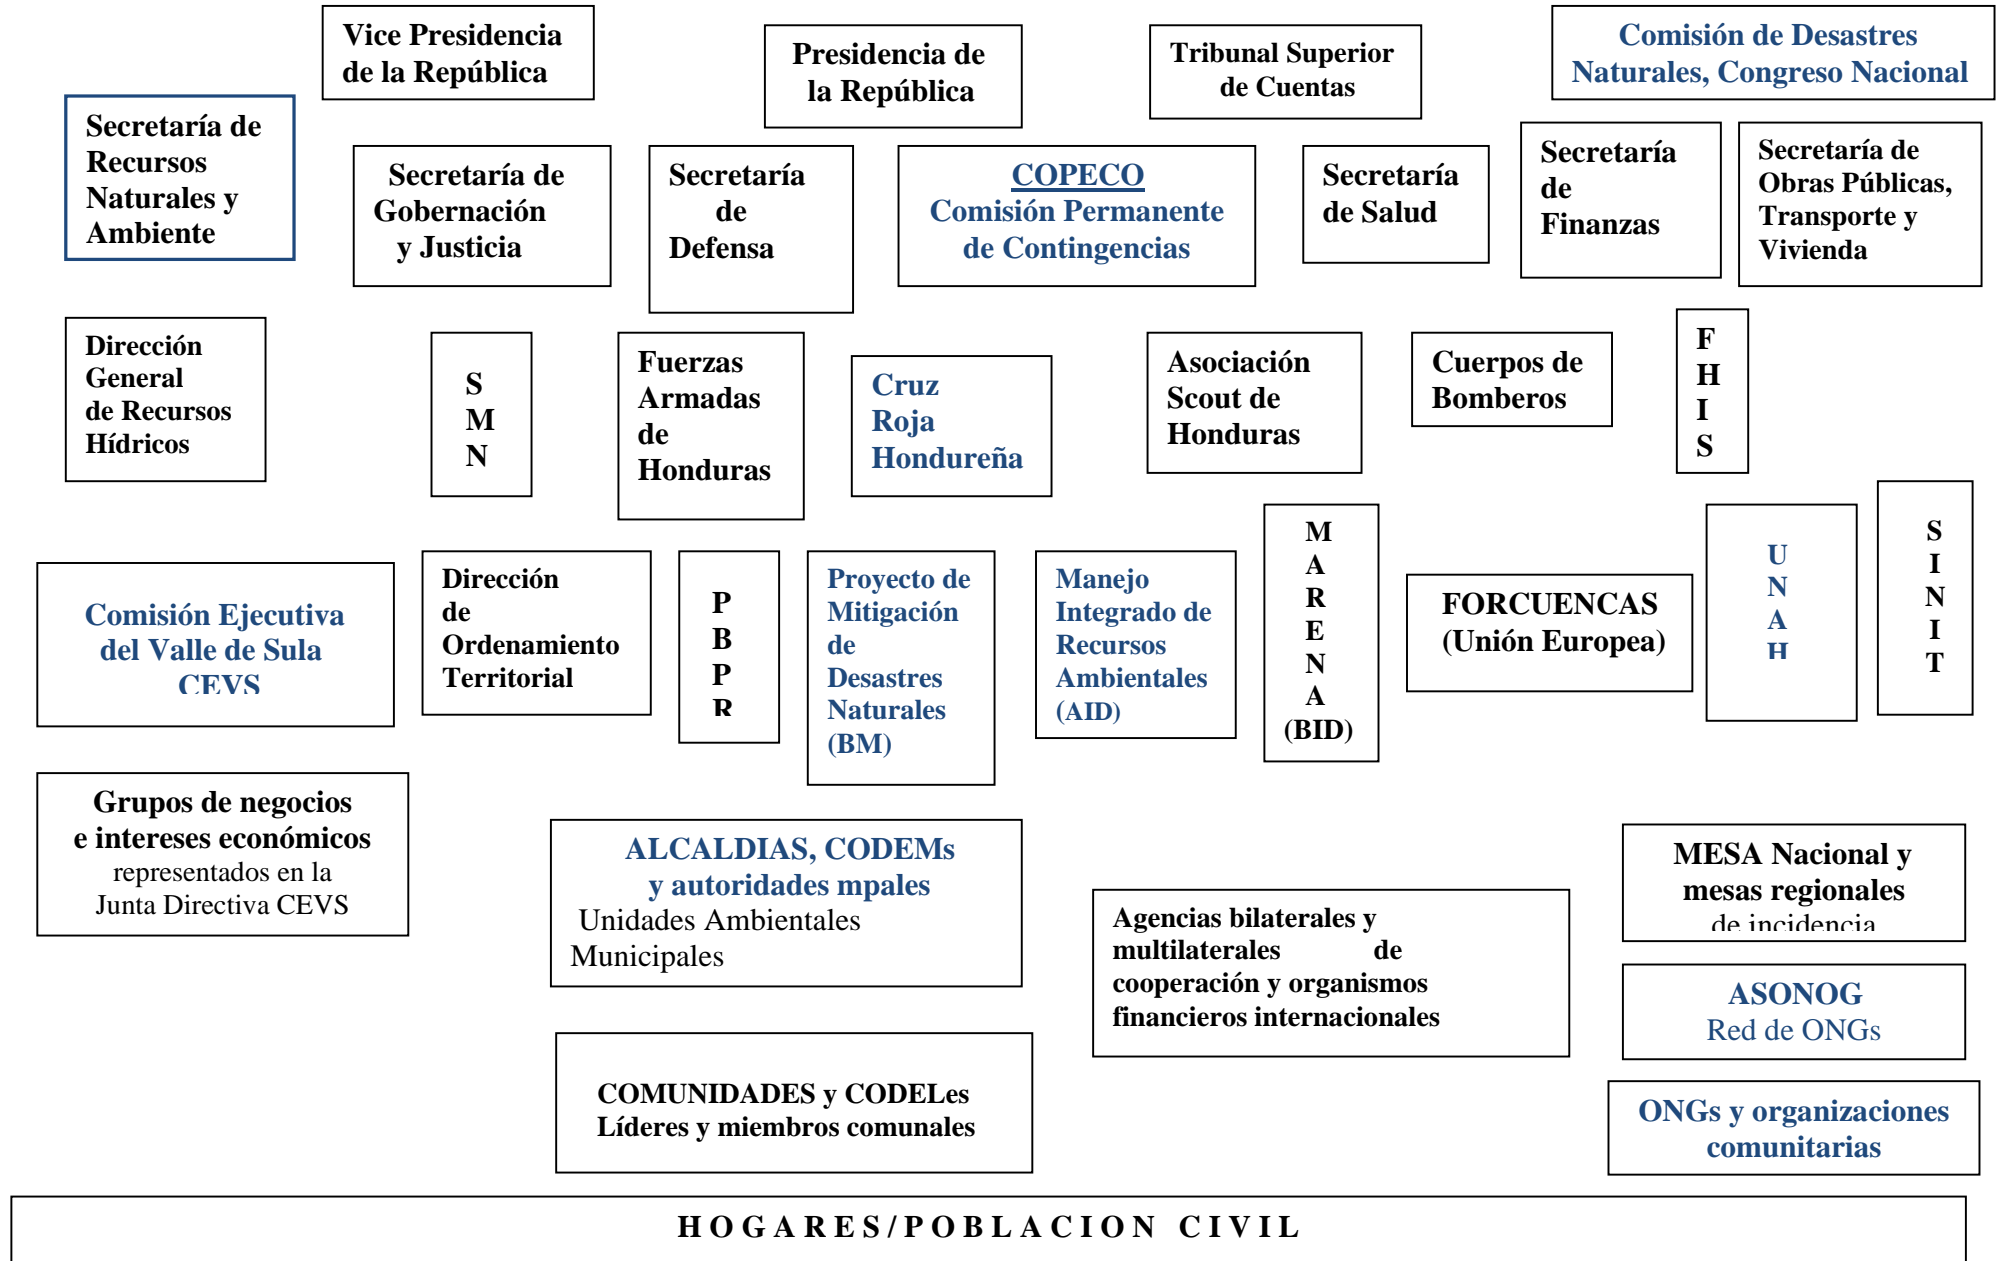 Vice Presidencia
de la República
Presidencia de
la República
Tribunal Superior
de Cuentas
Comisión de Desastres
Naturales, Congreso Nacional
Secretaría de
Recursos
Naturales y
Ambiente
Secretaría de
Gobernación
y Justicia
Secretaría
de
Defensa
COPECO
Comisión Permanente
de Contingencias
Secretaría
de Salud
Secretaría
de
Finanzas
Secretaría de
Obras Públicas,
Transporte y
Vivienda
Dirección
General
de Recursos
Hídricos
S
M
N
Fuerzas
Armadas
de
Honduras
Cruz
Roja
Hondureña
Asociación
Scout de
Honduras
Cuerpos de
Bomberos
F
H
I
S
Comisión Ejecutiva
del Valle de Sula
CEVS
Dirección
de
Ordenamiento
Territorial
P
B
P
R
Proyecto de
Mitigación
de
Desastres
Naturales
(BM)
Manejo
Integrado de
Recursos
Ambientales
(AID)
M
A
R
E
N
A
(BID)
FORCUENCAS
(Unión Europea)
U
N
A
H
S
I
N
I
T
Grupos de negocios
e intereses económicos
representados en la
Junta Directiva CEVS
ALCALDIAS, CODEMs
y autoridades mpales
Unidades Ambientales
Municipales
Agencias bilaterales y
multilaterales de
cooperación y organismos
financieros internacionales
MESA Nacional y
mesas regionales
de incidencia
ASONOG
Red de ONGs
COMUNIDADES y CODELes
Líderes y miembros comunales
ONGs y organizaciones
comunitarias
HOGARES/POBLACION CIVIL